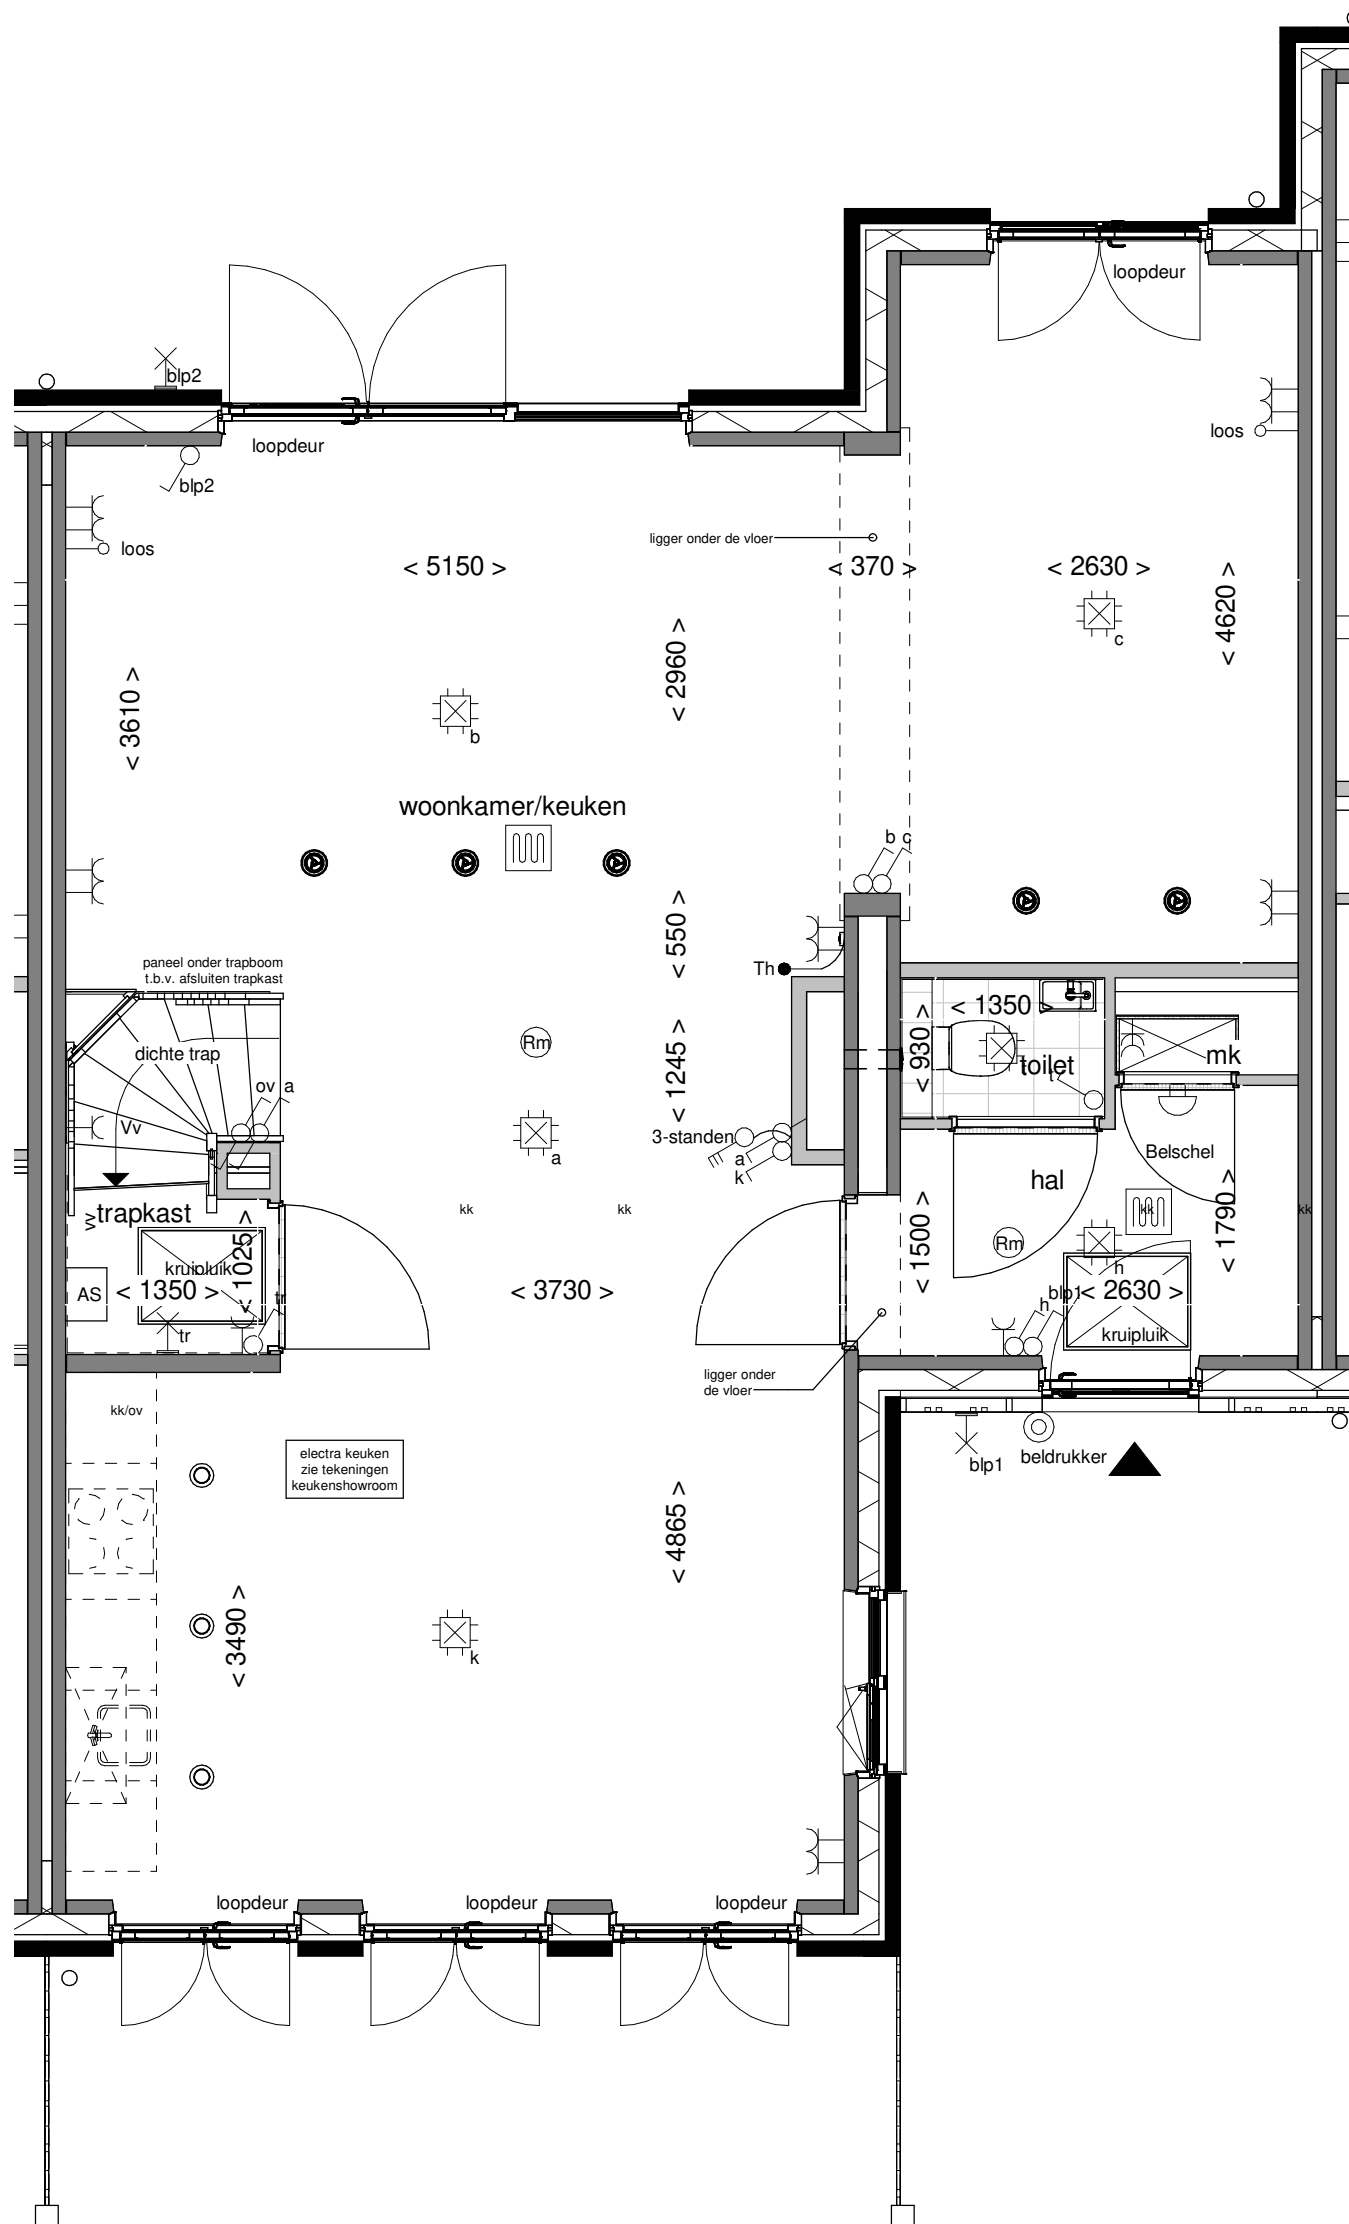 loopdeur
blp2
loopdeur
blp2
loos
loos
ligger onder de vloer
< 5150 >
< 370 >
< 2630 >
< 4620 >
c
< 2960 >
< 3610 >
b
woonkamer/keuken
b c
< 550 >
paneel onder trapboom
t.b.v. afsluiten trapkast
Th
< 1350 >
< 930 >
toilet
t
mk
dichte trap
Rm
< 1245 >
ov a
Vv
a
3-standen
a
k
Belschel
hal
trapkast
Vv
kk
kk
kk
kk
< 1025 >
< 1500 >
< 1790 >
Rm
kruipluik
h
AS
< 1350 >
tr
< 3730 >
blp1
h
< 2630 >
kruipluik
tr
ligger onder
de vloer
kk/ov
electra keuken
zie tekeningen
keukenshowroom
beldrukker
blp1
< 4865 >
< 3490 >
k
loopdeur
loopdeur
loopdeur